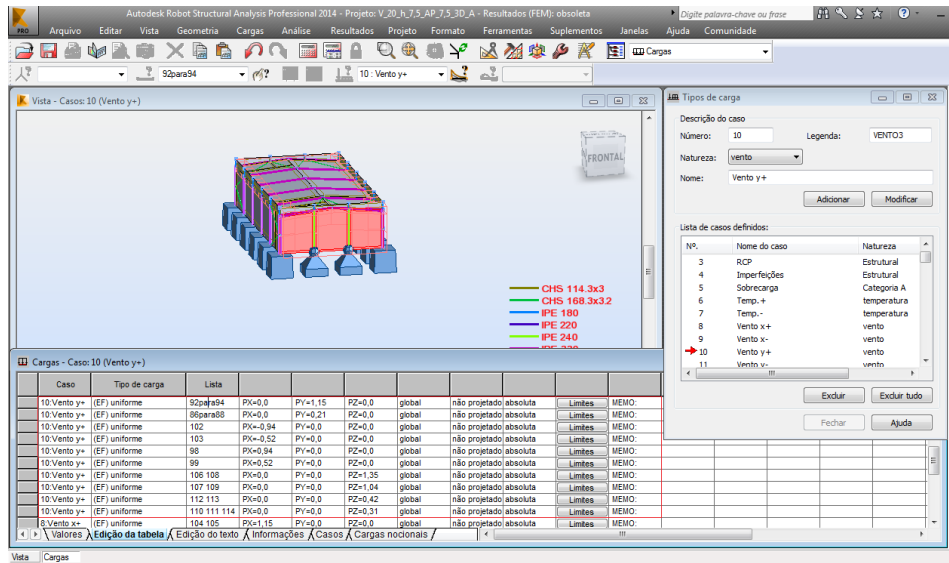 Autodesk Robot Structural Analysis Professional 2014 - Projeto: V_20_h_7,5_AP_7,5_3D_A - Resultados (FEM): obsoleta
Digite palavra-chave ou frase
PRO
Arquivo Editar Vista Geometria Cargas Análise Resultados Projeto Formato Ferramentas Suplementos Janelas Ajuda Comunidade
Cargas
92para94
10 : Vento y+
Vista - Casos: 10 (Vento y+)
FRONTAL
CHS 114.3x3
CHS 168.3x3.2
IPE 180
IPE 220
IPE 240
Tipos de carga
Descrição do caso
Número: 10 Legenda: VENTO3
Natureza: vento
Nome: Vento y+
Adicionar Modificar
Lista de casos definidos:
Nº. Nome do caso Natureza
3 RCP Estrutural
4 Imperfeições Estrutural
5 Sobrecarga Categoria A
6 Temp.+ temperatura
7 Temp.- temperatura
8 Vento x+ vento
9 Vento x- vento
10 Vento y+ vento
11 Vento y- vento
Excluir Excluir tudo
Fechar Ajuda
Cargas - Caso: 10 (Vento y+)
Caso Tipo de carga Lista
10:Vento y+ (EF) uniforme 92para94 PX=0,0 PY=1,15 PZ=0,0 global não projetado absoluta Limites MEMO:
10:Vento y+ (EF) uniforme 86para88 PX=0,0 PY=0,21 PZ=0,0 global não projetado absoluta Limites MEMO:
10:Vento y+ (EF) uniforme 102 PX=-0,94 PY=0,0 PZ=0,0 global não projetado absoluta Limites MEMO:
10:Vento y+ (EF) uniforme 103 PX=-0,52 PY=0,0 PZ=0,0 global não projetado absoluta Limites MEMO:
10:Vento y+ (EF) uniforme 98 PX=0,94 PY=0,0 PZ=0,0 global não projetado absoluta Limites MEMO:
10:Vento y+ (EF) uniforme 99 PX=0,52 PY=0,0 PZ=0,0 global não projetado absoluta Limites MEMO:
10:Vento y+ (EF) uniforme 106 108 PX=0,0 PY=0,0 PZ=1,35 global não projetado absoluta Limites MEMO:
10:Vento y+ (EF) uniforme 107 109 PX=0,0 PY=0,0 PZ=1,04 global não projetado absoluta Limites MEMO:
10:Vento y+ (EF) uniforme 112 113 PX=0,0 PY=0,0 PZ=0,42 global não projetado absoluta Limites MEMO:
10:Vento y+ (EF) uniforme 110 111 114 PX=0,0 PY=0,0 PZ=0,31 global não projetado absoluta Limites MEMO:
8:Vento x+ (EF) uniforme 104 105 PX=1,15 PY=0,0 PZ=0,0 global não projetado absoluta Limites MEMO:
Valores Edição da tabela Edição do texto Informações Casos Cargas nocionais
Vista Cargas